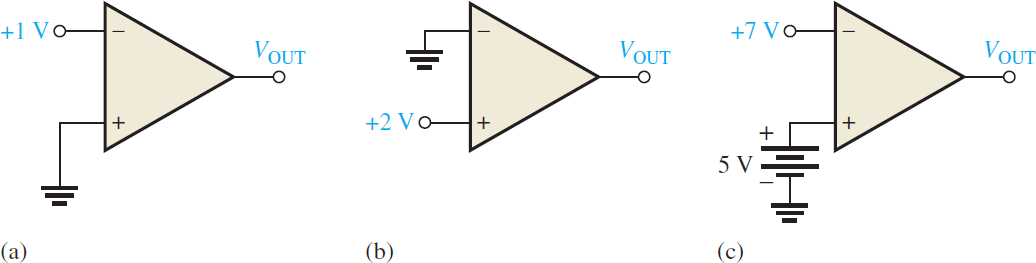 +1 V
−
V_OUT
+
(a)
−
V_OUT
+2 V
+
(b)
+7 V
−
V_OUT
+
+
5 V
−
(c)